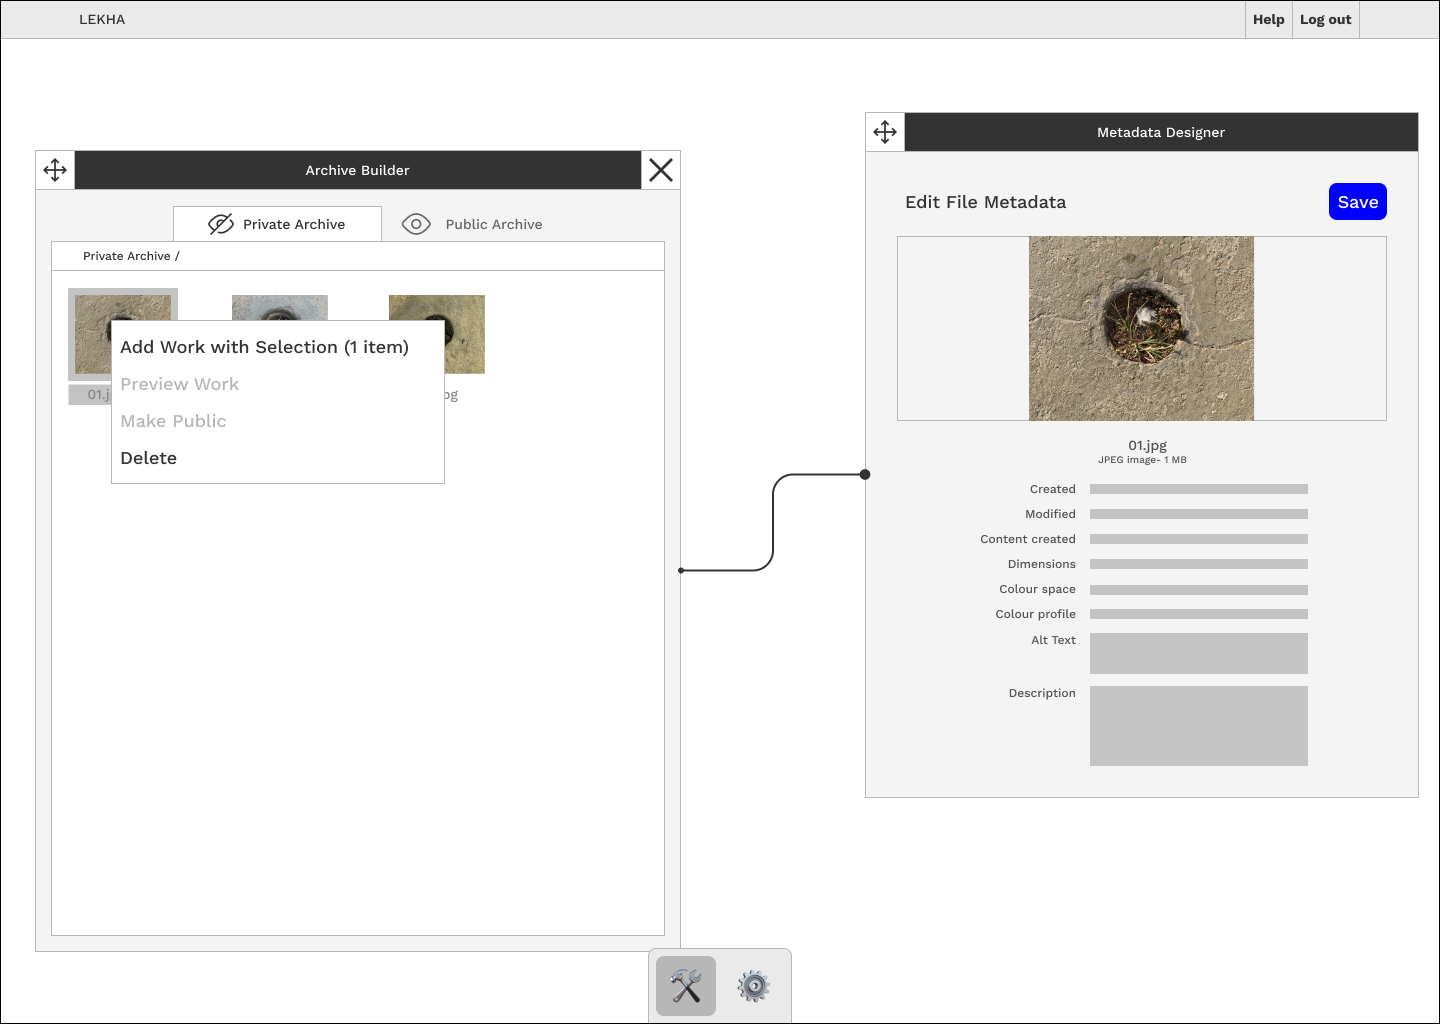 LEKHA
Help
Log out
Archive Builder
Private Archive
Public Archive
Private Archive /
01.j
pg
Add Work with Selection (1 item)
Preview Work
Make Public
Delete
Metadata Designer
Edit File Metadata
Save
01.jpg
JPEG image- 1 MB
Created
Modified
Content created
Dimensions
Colour space
Colour profile
Alt Text
Description